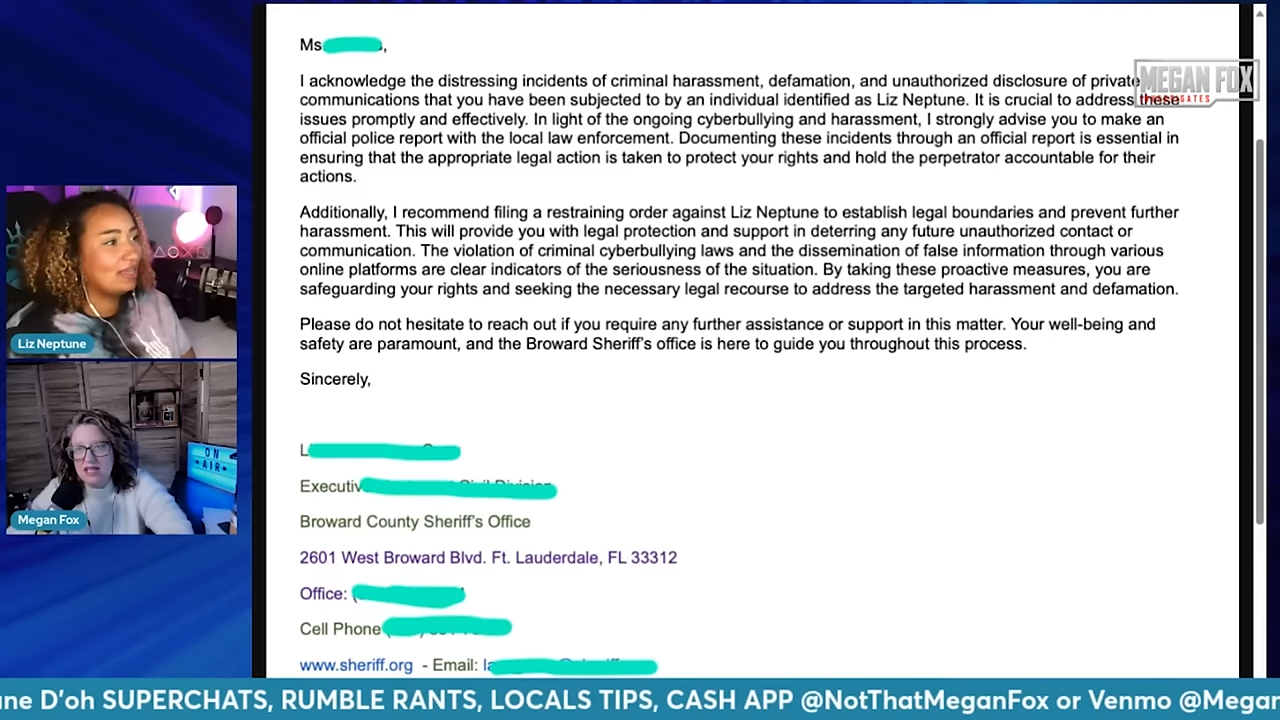 Ms
I acknowledge the distressing incidents of criminal harassment, defamation, and unauthorized disclosure of private
communications that you have been subjected to by an individual identified as Liz Neptune. It is crucial to address these
issues promptly and effectively. In light of the ongoing cyberbullying and harassment, I strongly advise you to make an
official police report with the local law enforcement. Documenting these incidents through an official report is essential in
ensuring that the appropriate legal action is taken to protect your rights and hold the perpetrator accountable for their
actions.
Additionally, I recommend filing a restraining order against Liz Neptune to establish legal boundaries and prevent further
harassment. This will provide you with legal protection and support in deterring any future unauthorized contact or
communication. The violation of criminal cyberbullying laws and the dissemination of false information through various
online platforms are clear indicators of the seriousness of the situation. By taking these proactive measures, you are
safeguarding your rights and seeking the necessary legal recourse to address the targeted harassment and defamation.
Please do not hesitate to reach out if you require any further assistance or support in this matter. Your well-being and
safety are paramount, and the Broward Sheriff's office is here to guide you throughout this process.
Sincerely,
Broward County Sheriff's Office
2601 West Broward Blvd. Ft. Lauderdale, FL 33312
Office:
Cell Phone
www.sheriff.org - Email:
MEGAN FOX
INVESTIGATES
Liz Neptune
ON
AIR
Megan Fox
D'oh SUPERCHATS, RUMBLE RANTS, LOCALS TIPS, CASH APP @NotThatMeganFox or Venmo